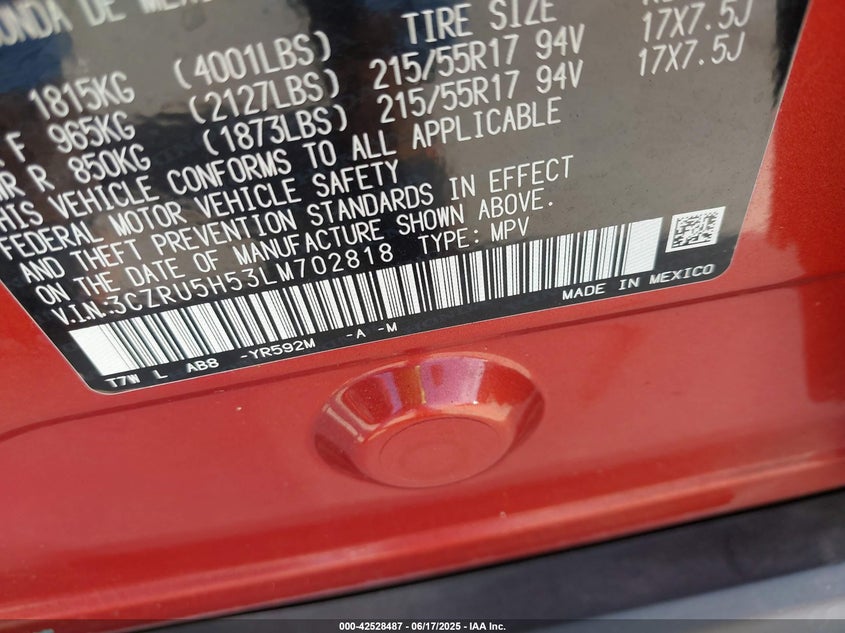 HONDA DE MEXI
TIRE SIZE
1815KG (4001LBS) 17X7.5J
F 965KG (2127LBS) 215/55R17 94V 17X7.5J
R 850KG (1873LBS) 215/55R17 94V
THIS VEHICLE CONFORMS TO ALL APPLICABLE
FEDERAL MOTOR VEHICLE SAFETY
AND THEFT PREVENTION STANDARDS IN EFFECT
ON THE DATE OF MANUFACTURE SHOWN ABOVE.
V.I.N:3CZRU5H53LM702818 TYPE: MPV
T7W L AB8 -YR592M -A -M MADE IN MEXICO
000-42528487 - 06/17/2025 - IAA Inc.